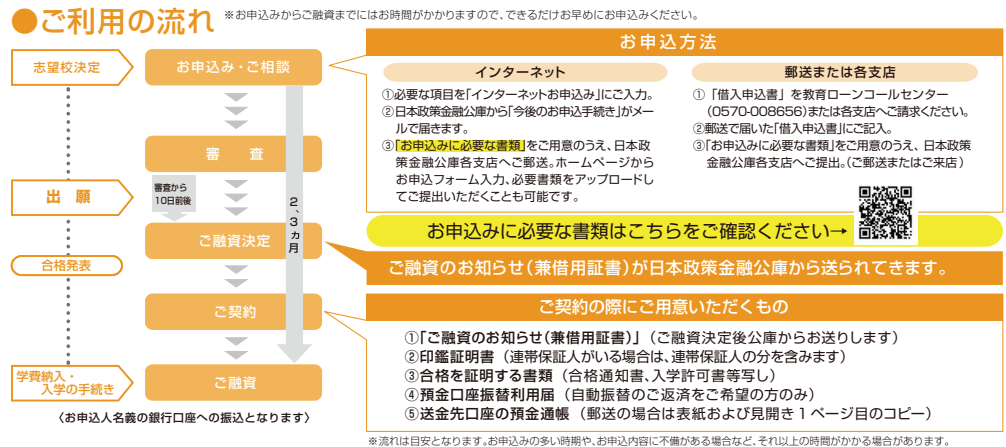 ●ご利用の流れ ※お申込みからご融資までにはお時間がかかりますので、できるだけお早めにお申込みください。
志望校決定
出 願
合格発表
学費納入・
入学の手続き
お申込み・ご相談
審 査
審査から
10日前後
ご融資決定
ご契約
ご融資
2、3ヵ月
〈お申込人名義の銀行口座への振込となります〉
お申込方法
インターネット
①必要な項目を「インターネットお申込み」にご入力。
②日本政策金融公庫から「今後のお申込手続き」がメー
ルで届きます。
③「お申込みに必要な書類」をご用意のうえ、日本政
策金融公庫各支店へご郵送。ホームページから
お申込フォーム入力、必要書類をアップロードし
てご提出いただくことも可能です。
郵送または各支店
①「借入申込書」を教育ローンコールセンター
(0570-008656)または各支店へご請求ください。
②郵送で届いた「借入申込書」にご記入。
③「お申込みに必要な書類」をご用意のうえ、日本政策
金融公庫各支店へご提出。(ご郵送またはご来店)
お申込みに必要な書類はこちらをご確認ください→
ご融資のお知らせ(兼借用証書)が日本政策金融公庫から送られてきます。
ご契約の際にご用意いただくもの
①「ご融資のお知らせ(兼借用証書)」(ご融資決定後公庫からお送りします)
②印鑑証明書(連帯保証人がいる場合は、連帯保証人の分を含みます)
③合格を証明する書類(合格通知書、入学許可書等写し)
④預金口座振替利用届(自動振替のご返済をご希望の方のみ)
⑤送金先口座の預金通帳(郵送の場合は表紙および見開き1ページ目のコピー)
※流れは目安となります。お申込みの多い時期や、お申込内容に不備がある場合など、それ以上の時間がかかる場合があります。